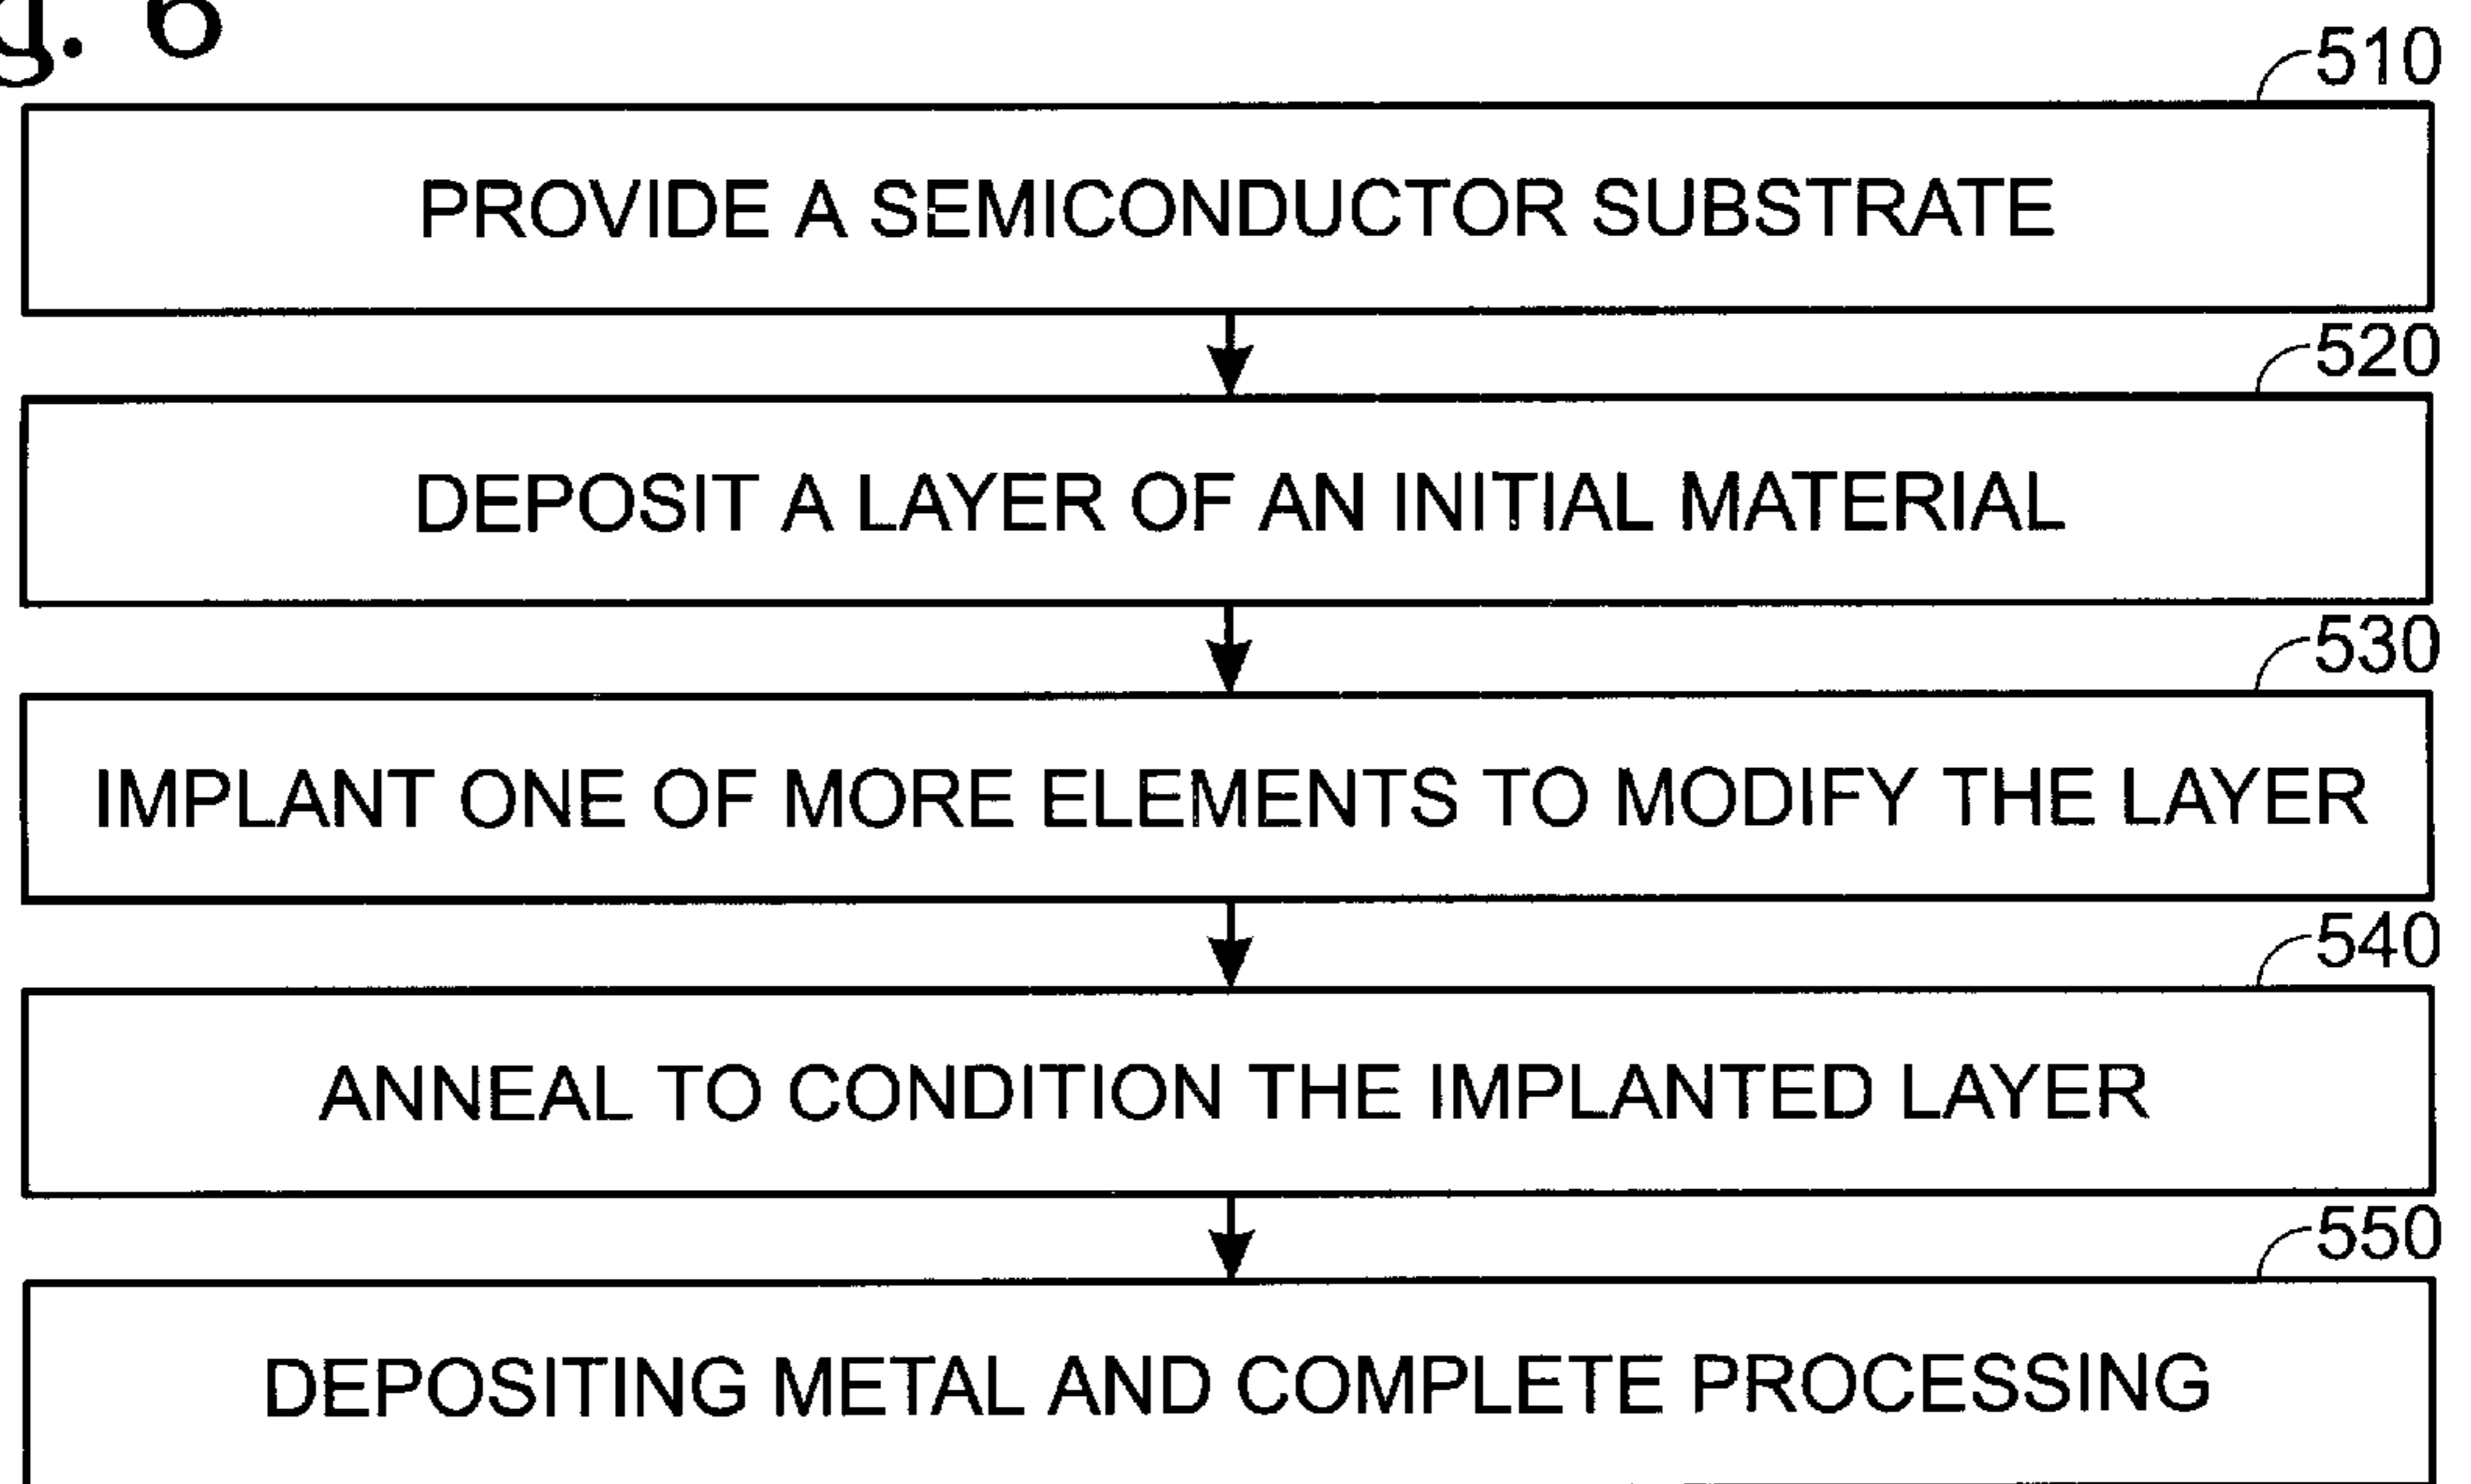 g. 6
510
PROVIDE A SEMICONDUCTOR SUBSTRATE
520
DEPOSIT A LAYER OF AN INITIAL MATERIAL
530
IMPLANT ONE OF MORE ELEMENTS TO MODIFY THE LAYER
540
ANNEAL TO CONDITION THE IMPLANTED LAYER
550
DEPOSITING METAL AND COMPLETE PROCESSING